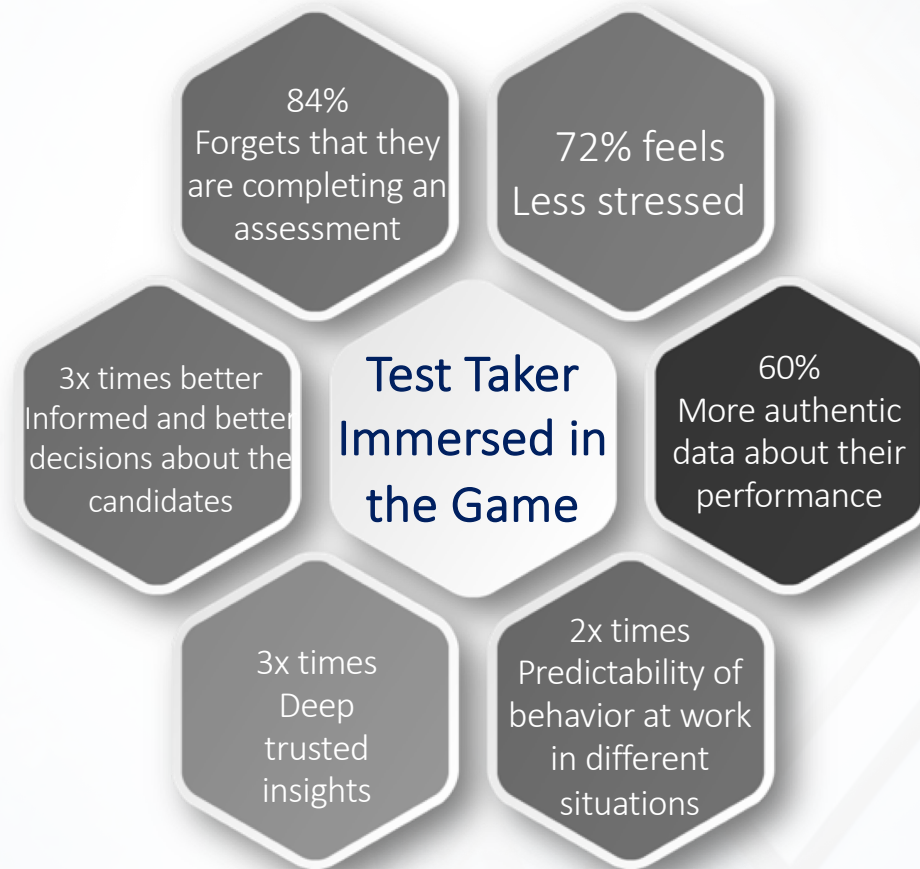 84%
Forgets that they
are completing an
assessment
72% feels
Less stressed
3x times better
Informed and better
decisions about the
candidates
Test Taker
Immersed in
the Game
60%
More authentic
data about their
performance
3x times
Deep
trusted
insights
2x times
Predictability of
behavior at work
in different
situations